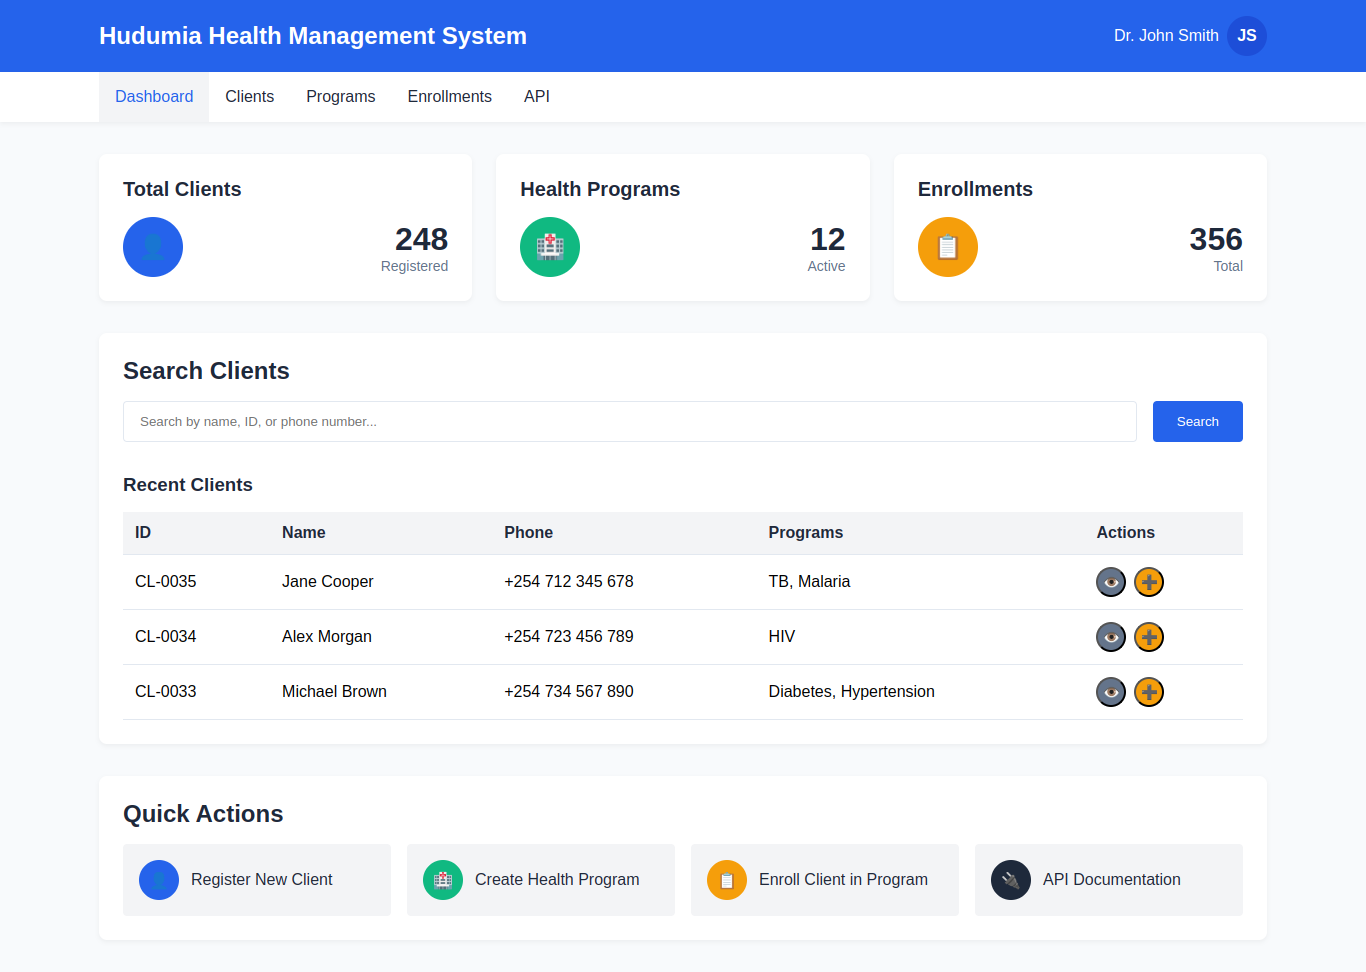 Hudumia Health Management System
Dr. John Smith JS
Dashboard Clients Programs Enrollments API
Total Clients
248
Registered
Health Programs
12
Active
Enrollments
356
Total
Search Clients
Search by name, ID, or phone number... Search
Recent Clients
ID Name Phone Programs Actions
CL-0035 Jane Cooper +254 712 345 678 TB, Malaria
CL-0034 Alex Morgan +254 723 456 789 HIV
CL-0033 Michael Brown +254 734 567 890 Diabetes, Hypertension
Quick Actions
Register New Client Create Health Program Enroll Client in Program API Documentation